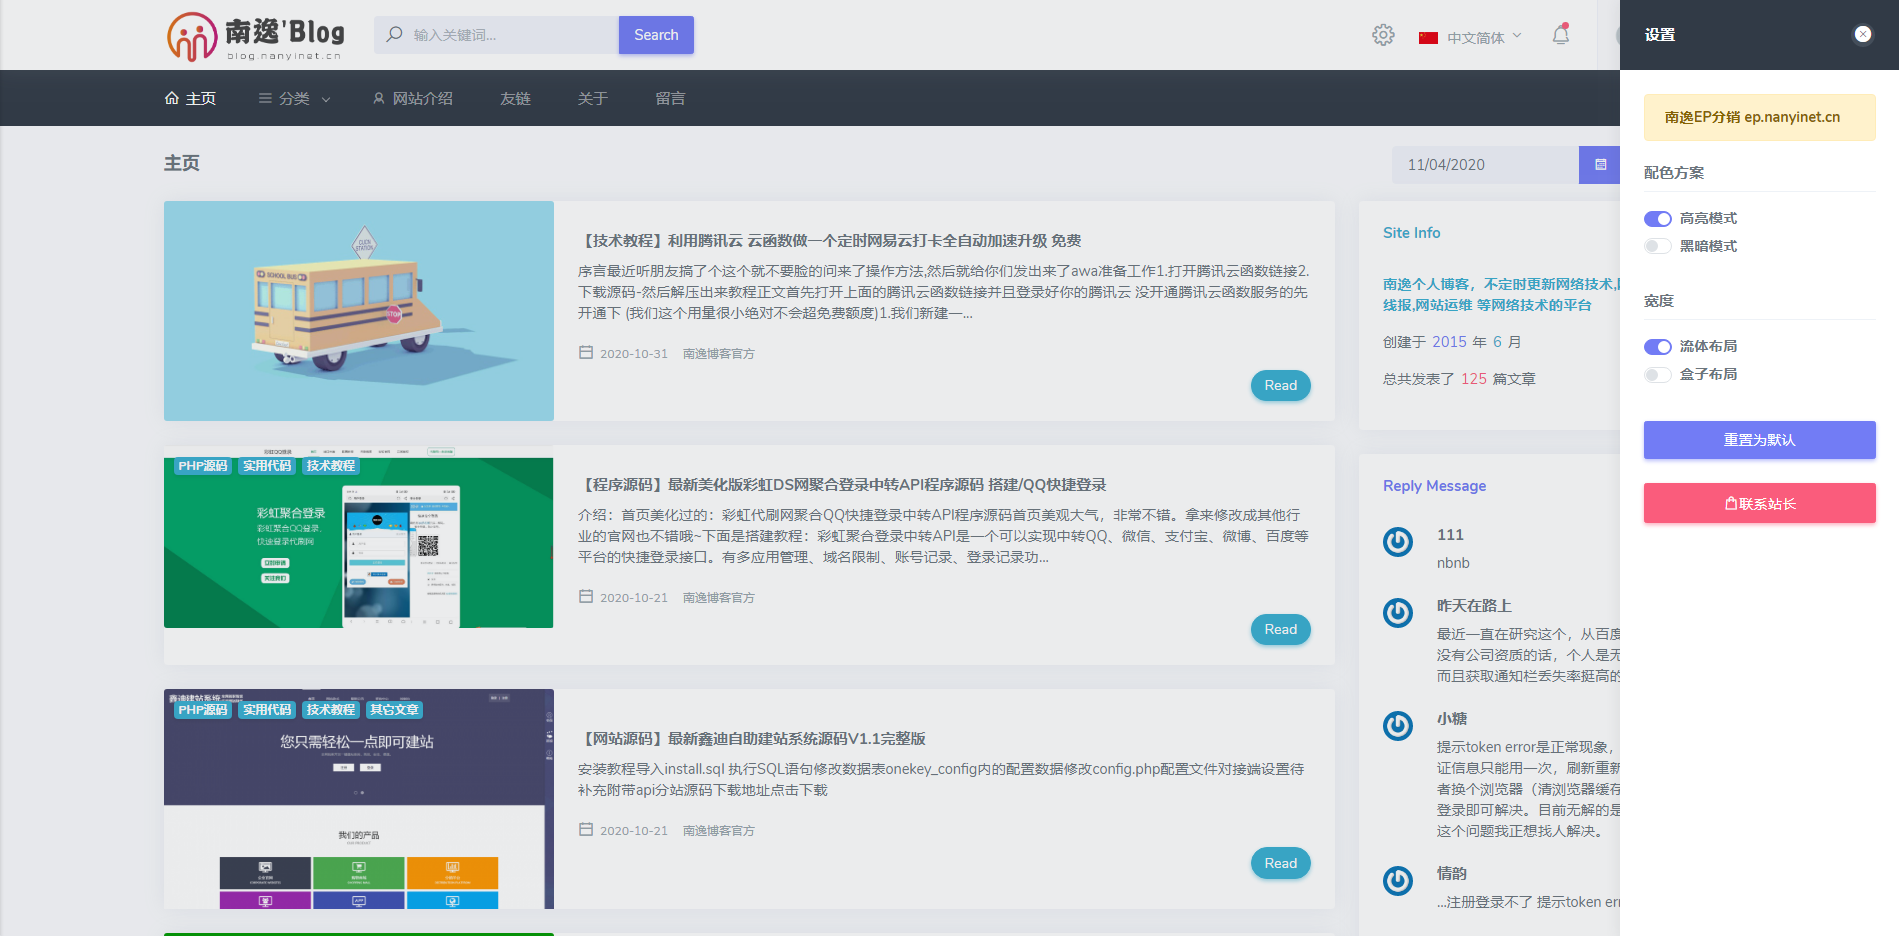 南逸'Blog
blog.nanyinet.cn
输入关键词...
Search
中文简体
设置
主页
分类
网站介绍
友链
关于
留言
主页
11/04/2020
CLICK STATION
SCHOOL BUS
STOP
【技术教程】利用腾讯云 云函数做一个定时网易云打卡全自动加速升级 免费
序言最近听朋友搞了个这个就不要脸的问来了操作方法,然后就给你们发出来了awa准备工作1.打开腾讯云函数链接2.
下载源码-然后解压出来教程正文首先打开上面的腾讯云函数链接并且登录好你的腾讯云 没开通腾讯云函数服务的先
开通下 (我们这个用量很小绝对不会超免费额度)1.我们新建一...
2020-10-31 南逸博客官方
Read
PHP源码 实用代码 技术教程
彩虹聚合登录
彩虹聚合QQ登录、
快速登录代刷网
立即申请
关注我们
【程序源码】最新美化版彩虹DS网聚合登录中转API程序源码 搭建/QQ快捷登录
介绍：首页美化过的：彩虹代刷网聚合QQ快捷登录中转API程序源码首页美观大气，非常不错。拿来修改成其他行
业的官网也不错哦~下面是搭建教程：彩虹聚合登录中转API是一个可以实现中转QQ、微信、支付宝、微博、百度等
平台的快捷登录接口。有多应用管理、域名限制、账号记录、登录记录功...
2020-10-21 南逸博客官方
Read
鑫迪建站系统
PHP源码 实用代码 技术教程 其它文章
您只需轻松一点即可建站
我们的产品
【网站源码】最新鑫迪自助建站系统源码V1.1完整版
安装教程导入install.sql 执行SQL语句修改数据表onekey_config内的配置数据修改config.php配置文件对接端设置待
补充附带api分站源码下载地址点击下载
2020-10-21 南逸博客官方
Read
Site Info
南逸个人博客，不定时更新网络技术,
线报,网站运维 等网络技术的平台
创建于 2015 年 6 月
总共发表了 125 篇文章
Reply Message
111
nbnb
昨天在路上
最近一直在研究这个，从百度
没有公司资质的话，个人是无
而且获取通知栏丢失率挺高的
小糖
提示token error是正常现象，
证信息只能用一次，刷新重新
者换个浏览器（清浏览器缓存
登录即可解决。目前无解的是
这个问题我正想找人解决。
情韵
...注册登录不了 提示token err
南逸EP分销 ep.nanyinet.cn
配色方案
高亮模式
黑暗模式
宽度
流体布局
盒子布局
重置为默认
联系站长